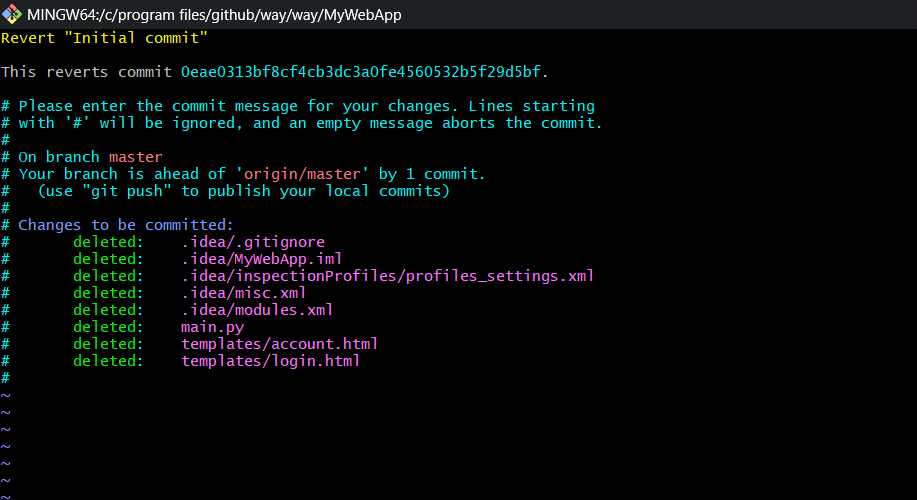 MINGW64:/c/program files/github/way/way/MyWebApp
Revert "Initial commit"
This reverts commit 0eae0313bf8cf4cb3dc3a0fe4560532b5f29d5bf.
# Please enter the commit message for your changes. Lines starting
# with '#' will be ignored, and an empty message aborts the commit.
#
# On branch master
# Your branch is ahead of 'origin/master' by 1 commit.
#   (use "git push" to publish your local commits)
#
# Changes to be committed:
#       deleted:    .idea/.gitignore
#       deleted:    .idea/MyWebApp.iml
#       deleted:    .idea/inspectionProfiles/profiles_settings.xml
#       deleted:    .idea/misc.xml
#       deleted:    .idea/modules.xml
#       deleted:    main.py
#       deleted:    templates/account.html
#       deleted:    templates/login.html
#
~
~
~
~
~
~
~